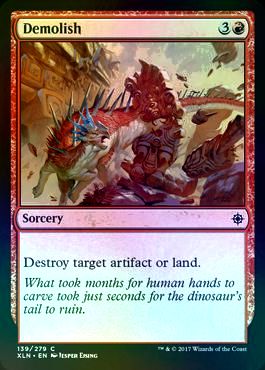 Demolish 3
Sorcery
Destroy target artifact or land.
What took months for human hands to
carve took just seconds for the dinosaur's
tail to ruin.
139/279 C
XLN • EN JESPER EJSING
™ & © 2017 Wizards of the Coast